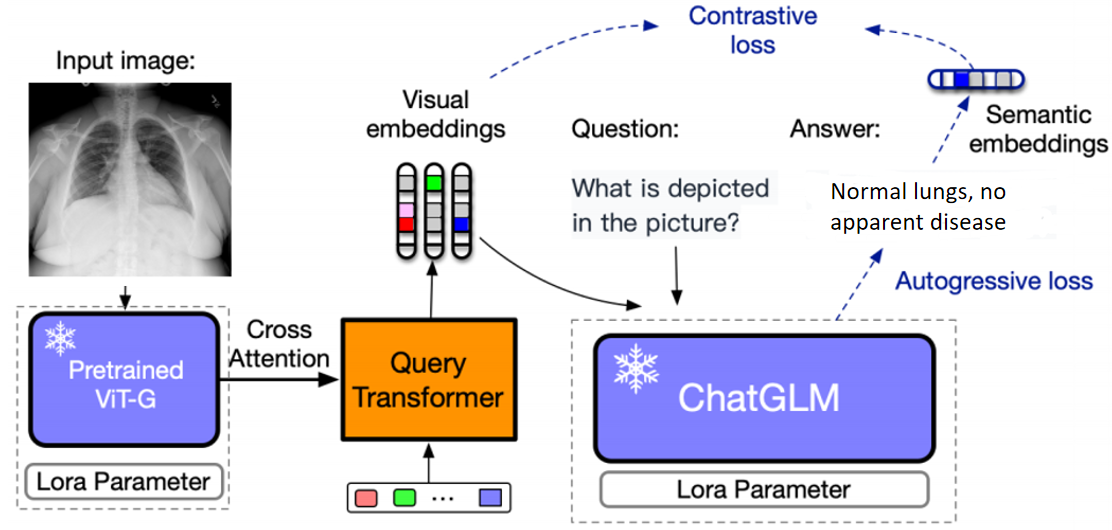 Input image:
Contrastive
loss
Visual
embeddings
Question:
Answer:
Semantic
embeddings
What is depicted
in the picture?
Normal lungs, no
apparent disease
Autogressive loss
Pretrained
ViT-G
Lora Parameter
Cross
Attention
Query
Transformer
...
ChatGLM
Lora Parameter